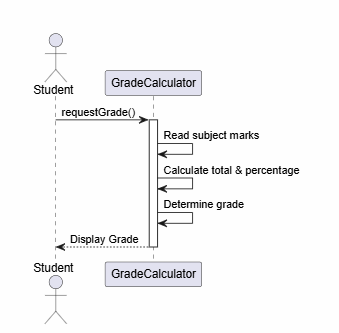 Student
GradeCalculator
requestGrade()
Read subject marks
Calculate total & percentage
Determine grade
Display Grade
Student
GradeCalculator